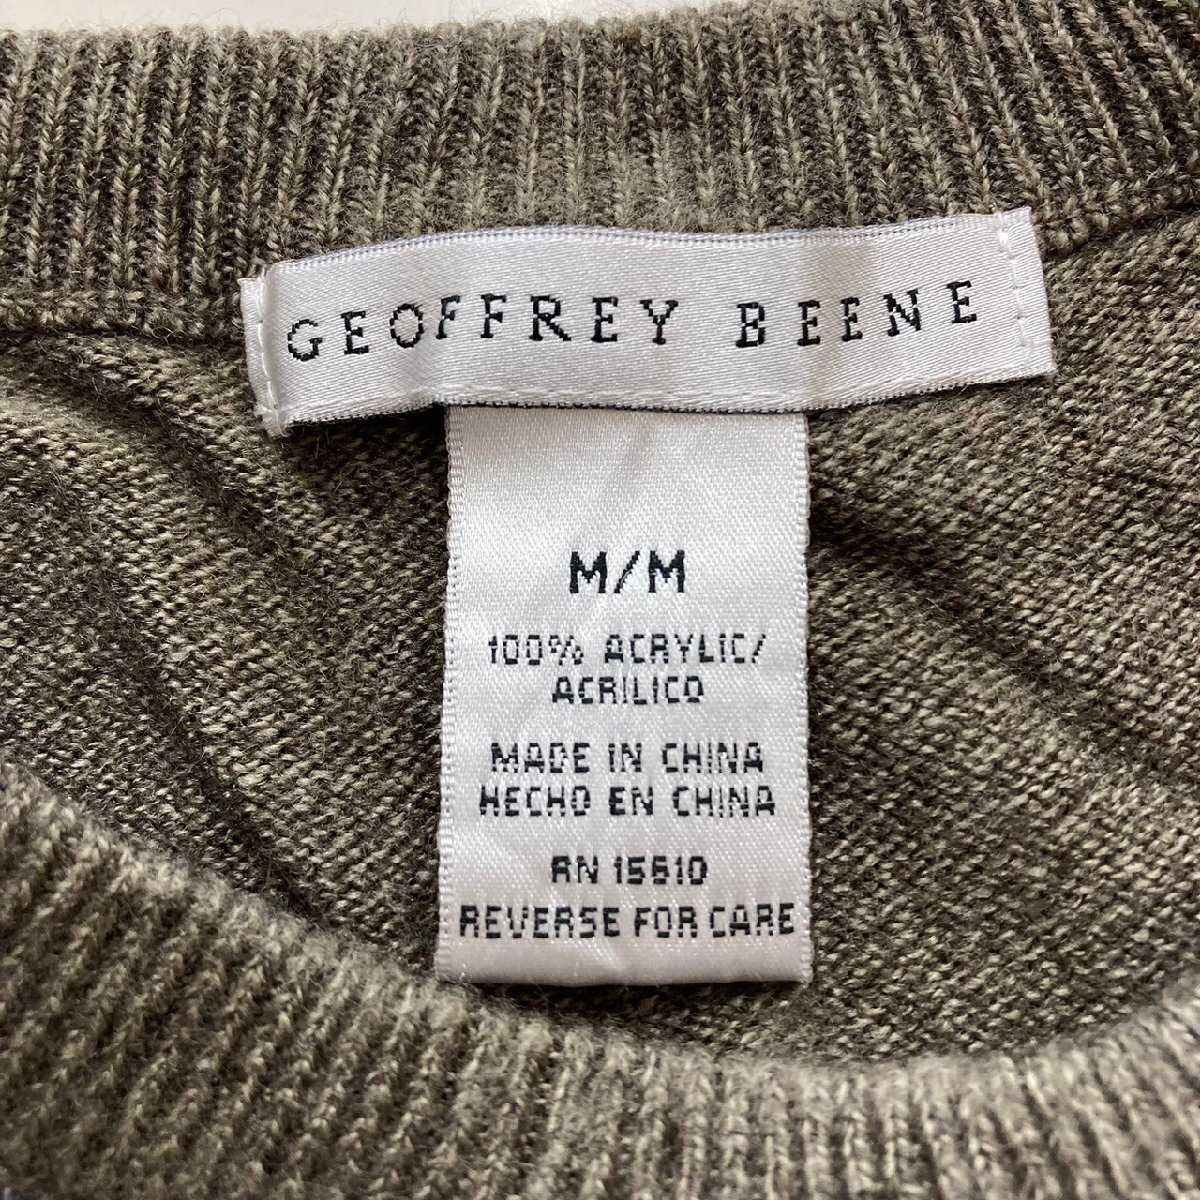 GEOFFREY BEENE
M/M
100% ACRYLIC/
ACRILICO
MADE IN CHINA
HECHO EN CHINA
RN 15610
REVERSE FOR CARE